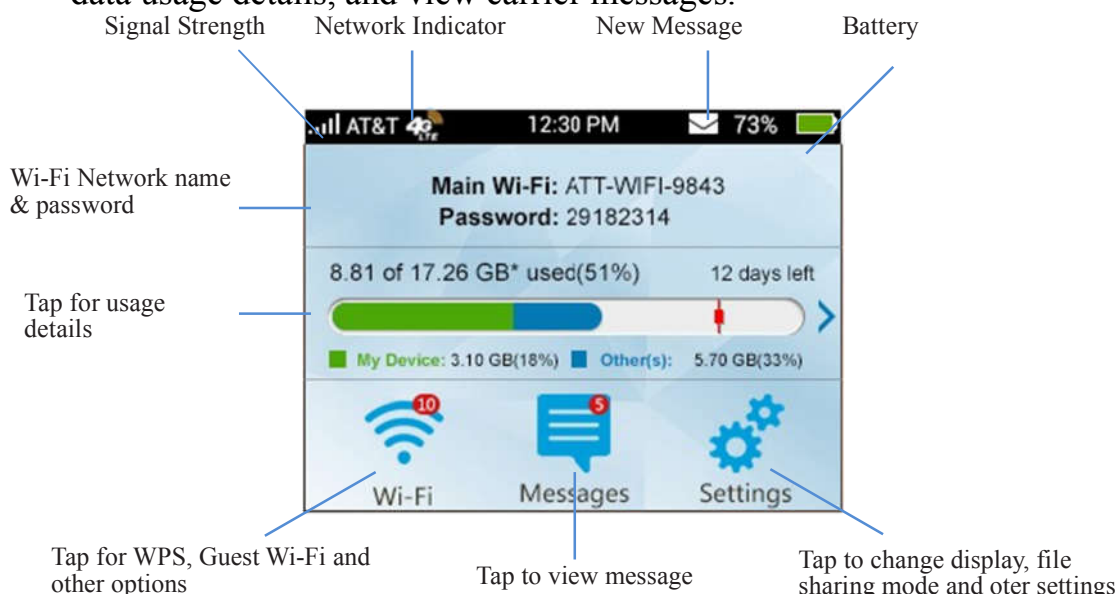 data usage details, and view carrier messages.
Signal Strength Network Indicator New Message Battery
AT&T 4G LTE 12:30 PM 73%
Wi-Fi Network name
& password
Main Wi-Fi: ATT-WIFI-9843
Password: 29182314
8.81 of 17.26 GB* used(51%) 12 days left
Tap for usage
details
My Device: 3.10 GB(18%) Other(s): 5.70 GB(33%)
10 5
Wi-Fi Messages Settings
Tap for WPS, Guest Wi-Fi and
other options
Tap to view message
Tap to change display, file
sharing mode and oter settings